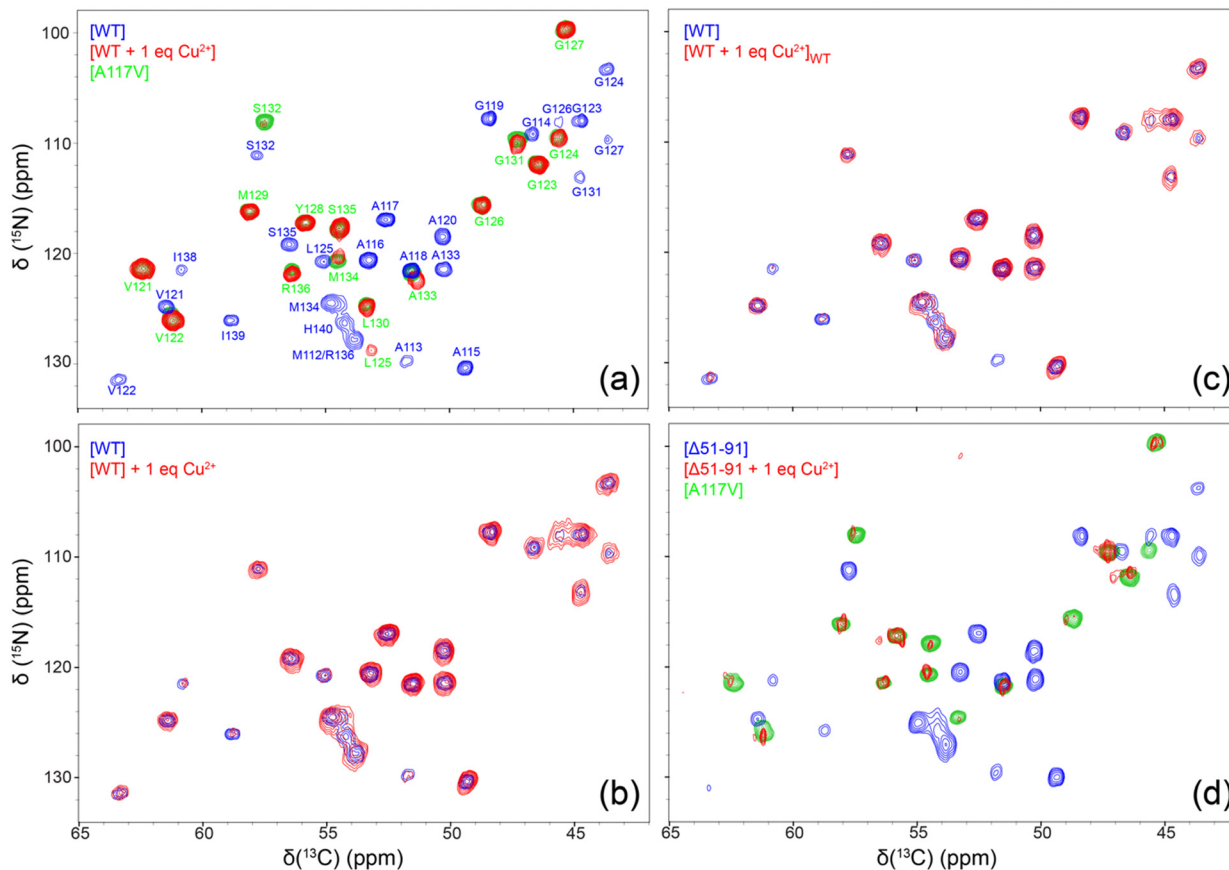 [WT]
[WT + 1 eq Cu²⁺]
[A117V]
100
110
120
130
δ (¹⁵N) (ppm)
G127
G124
S132
G119
G126
G123
G114
S132
G127
G131
G124
G123
G131
M129
Y128
S135
A117
G126
S135
L125
A116
A120
A118
A133
I138
V121
R136
M134
A133
V121
V122
M134
L130
I139
H140
M112/R136
L125
A113
A115
V122
(a)
[WT]
[WT + 1 eq Cu²⁺]WT
(c)
[WT]
[WT] + 1 eq Cu²⁺
100
110
120
130
δ (¹⁵N) (ppm)
(b)
65 60 55 50 45
δ(¹³C) (ppm)
[Δ51-91]
[Δ51-91 + 1 eq Cu²⁺]
[A117V]
(d)
65 60 55 50 45
δ(¹³C) (ppm)